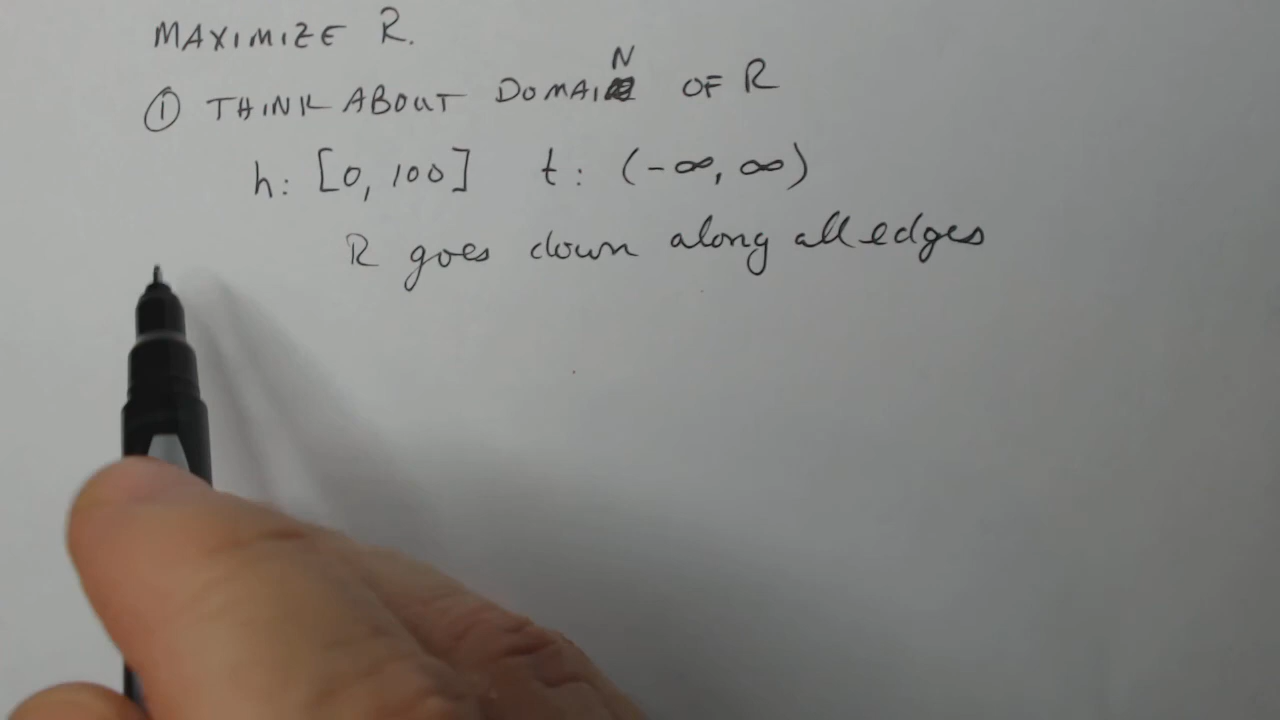 MAXIMIZE R.
① THINK ABOUT DOMAIN OF R
h: [0, 100] t: (-∞, ∞)
R goes down along all edges